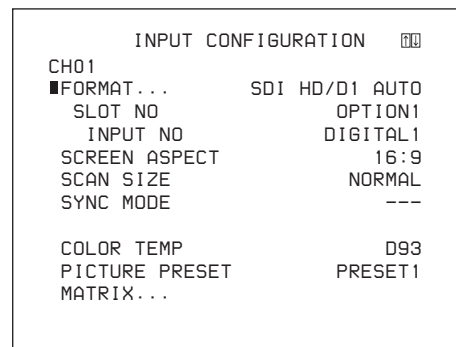 INPUT CONFIGURATION ↑↓
CH01
FORMAT... SDI HD/D1 AUTO
SLOT NO OPTION1
INPUT NO DIGITAL1
SCREEN ASPECT 16:9
SCAN SIZE NORMAL
SYNC MODE ---
COLOR TEMP D93
PICTURE PRESET PRESET1
MATRIX...